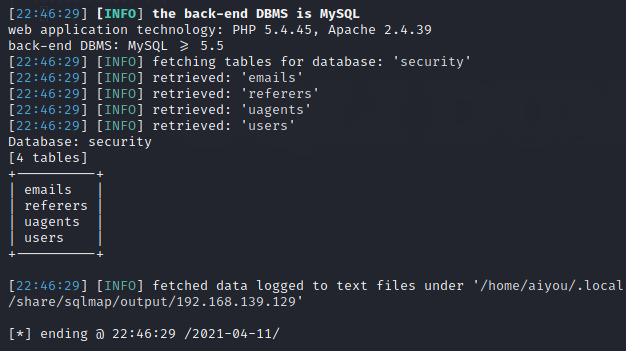 [22:46:29] [INFO] the back-end DBMS is MySQL
web application technology: PHP 5.4.45, Apache 2.4.39
back-end DBMS: MySQL ≥ 5.5
[22:46:29] [INFO] fetching tables for database: 'security'
[22:46:29] [INFO] retrieved: 'emails'
[22:46:29] [INFO] retrieved: 'referers'
[22:46:29] [INFO] retrieved: 'uagents'
[22:46:29] [INFO] retrieved: 'users'
Database: security
[4 tables]
+----------+
| emails   |
| referers |
| uagents  |
| users    |
+----------+
[22:46:29] [INFO] fetched data logged to text files under '/home/aiyou/.local
/share/sqlmap/output/192.168.139.129'
[*] ending @ 22:46:29 /2021-04-11/